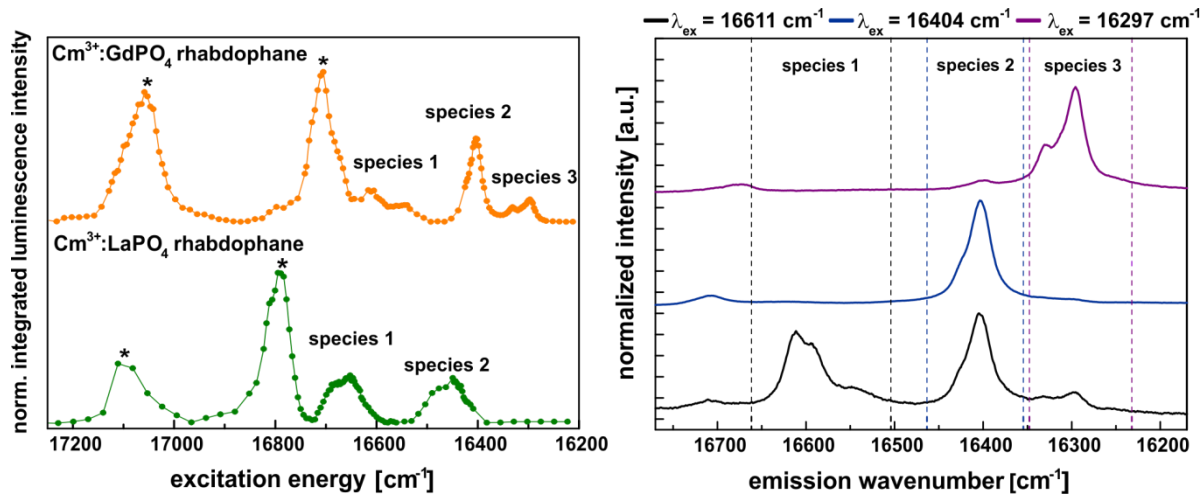 norm. integrated luminescence intensity
Cm³⁺:GdPO₄ rhabdophane
*
*
species 2
species 1
species 3
Cm³⁺:LaPO₄ rhabdophane
*
*
species 1
species 2
17200 17000 16800 16600 16400 16200
excitation energy [cm⁻¹]
λₑₓ = 16611 cm⁻¹ λₑₓ = 16404 cm⁻¹ λₑₓ = 16297 cm⁻¹
normalized intensity [a.u.]
species 1 species 2 species 3
16700 16600 16500 16400 16300 16200
emission wavenumber [cm⁻¹]